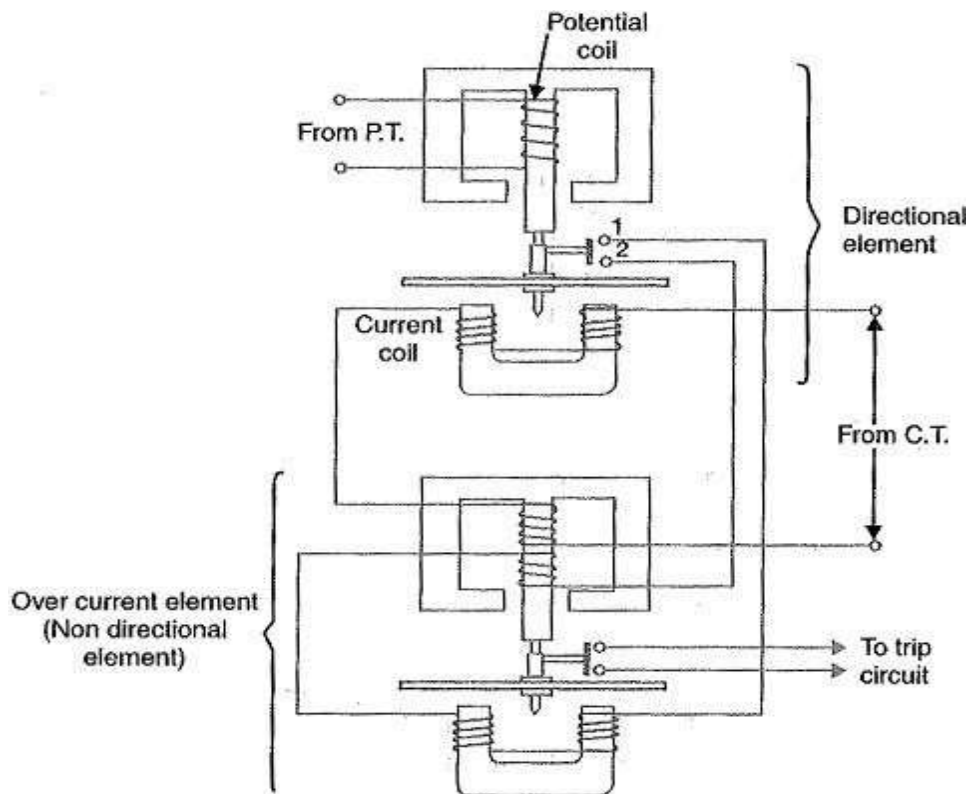 Potential
coil
From P.T.
1
2
Directional
element
Current
coil
From C.T.
Over current element
(Non directional
element)
To trip
circuit